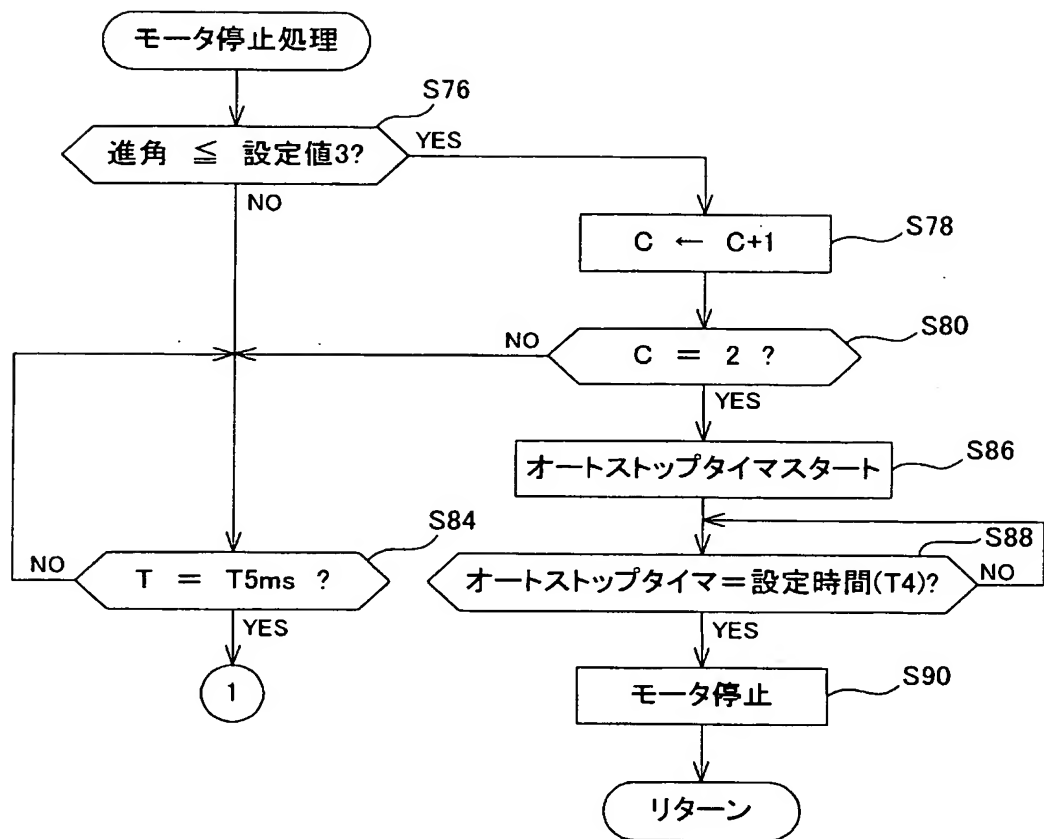 モータ停止処理
S76
進角 ≦ 設定値3?
YES
NO
C ← C+1
S78
S80
NO
C = 2 ?
YES
オートストップタイマスタート
S86
S84
S88
NO
T = T5ms ?
オートストップタイマ=設定時間(T4)?
NO
YES
YES
1
モータ停止
S90
リターン